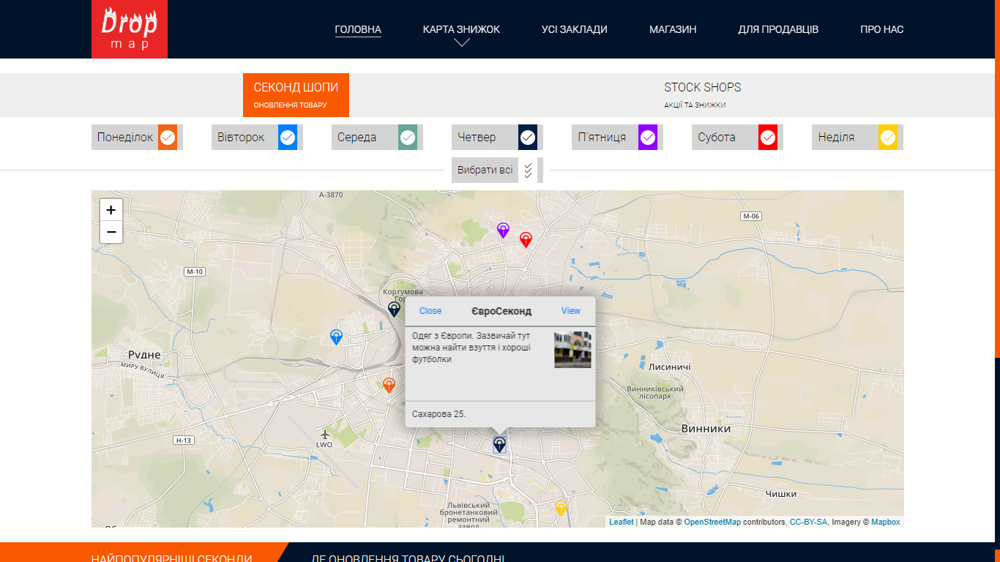 Drop
map
ГОЛОВНА
КАРТА ЗНИЖОК
УСІ ЗАКЛАДИ
МАГАЗИН
ДЛЯ ПРОДАВЦІВ
ПРО НАС
СЕКОНД ШОПИ
ОНОВЛЕННЯ ТОВАРУ
STOCK SHOPS
АКЦІЇ ТА ЗНИЖКИ
Понеділок
Вівторок
Середа
Четвер
П'ятниця
Субота
Неділя
Вибрати всі
+
−
A-3870
M-06
M-10
Кортумова
Close
ЄвроСеконд
View
Одяг з Європи. Зазвичай тут
можна найти взуття і хороші
футболки
Сахарова 25.
Рудне
МИРУ ВУЛИЦЯ
Лисиничі
Винниківський
лісопарк
Винники
H-13
LWO
Чишки
Львівський
бронетанковий
ремонтний
завод
Leaflet | Map data © OpenStreetMap contributors, CC-BY-SA, Imagery © Mapbox
НАЙПОПУЛЯРНІШІ СЕКОНДИ
ДЕ ОНОВЛЕННЯ ТОВАРУ СЬОГОДНІ